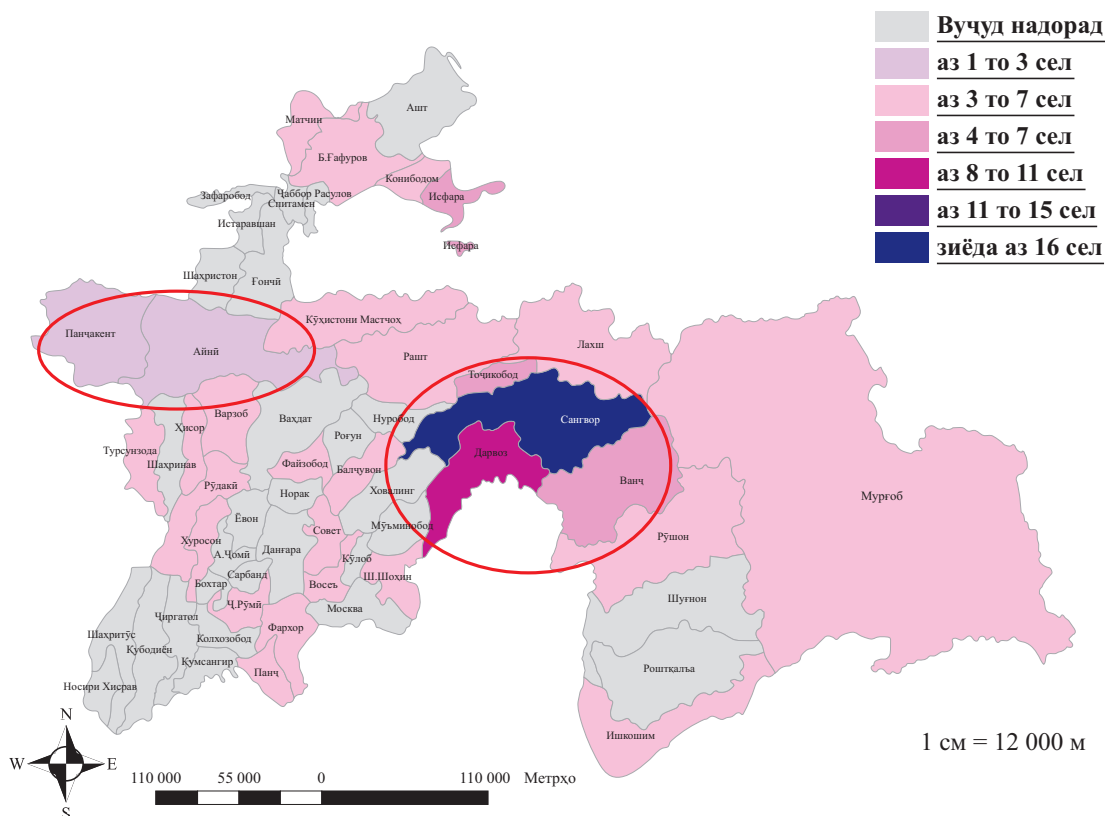 Вуҷуд надорад
аз 1 то 3 сел
аз 3 то 7 сел
аз 4 то 7 сел
аз 8 то 11 сел
аз 11 то 15 сел
зиёда аз 16 сел
Ашт
Матчин
Б.Ғафуров
Конибодом
Исфара
Исфара
Зафаробод
Ҷаббор Расулов
Спитамен
Истаравшан
Шаҳристон
Ғончӣ
Панҷакент
Айнӣ
Кӯҳистони Мастчоҳ
Рашт
Лахш
Тоҷикобод
Сангвор
Дарвоз
Ванҷ
Мурғоб
Рӯшон
Шуғнон
Роштқалъа
Ишкошим
Варзоб
Ҳисор
Турсунзода
Шаҳринав
Рӯдакӣ
Ваҳдат
Нуробод
Роғун
Файзобод
Балҷувон
Норак
Ховалинг
Мӯъминобод
Ёвон
Совет
Хуросон
А.Ҷомӣ
Данғара
Кӯлоб
Сарбанд
Бохтар
Восеъ
Ш.Шоҳин
Москва
Ҷ.Рӯмӣ
Ҷиргатол
Фархор
Шаҳритӯс
Колхозобод
Қубодиён
Қумсангир
Панҷ
Носири Хисрав
N
W
E
S
110 000 55 000 0 110 000 Метрҳо
1 см = 12 000 м